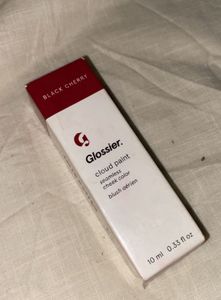 BLACK CHERRY
G
Glossier.
cloud paint
seamless
cheek color
blush aérien
10 ml 0.33 fl oz